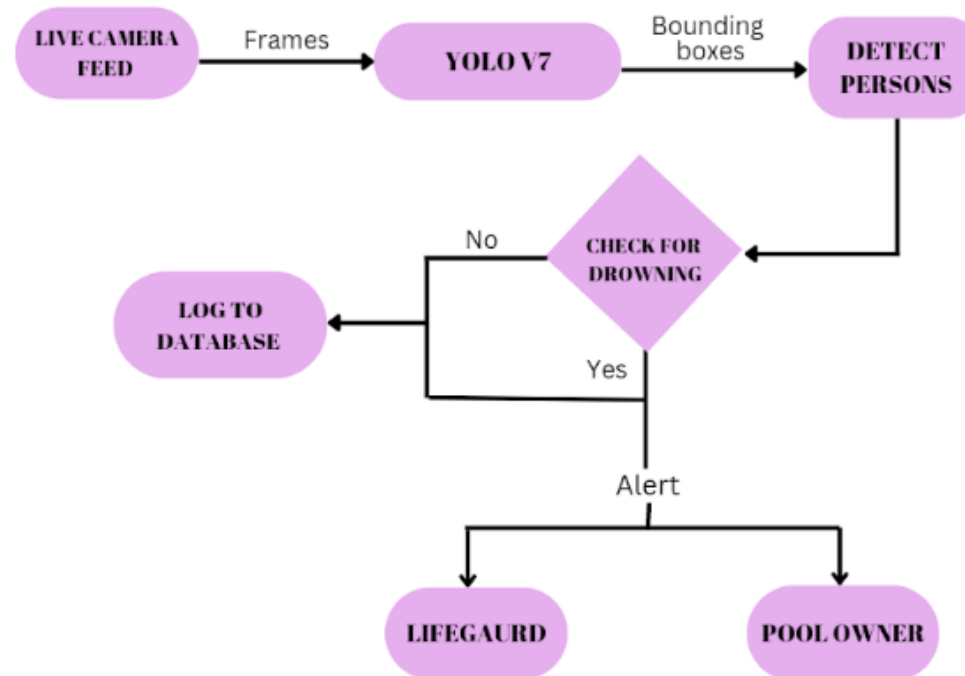 LIVE CAMERA
FEED
Frames
YOLO V7
Bounding
boxes
DETECT
PERSONS
No
CHECK FOR
DROWNING
LOG TO
DATABASE
Yes
Alert
LIFEGAURD
POOL OWNER